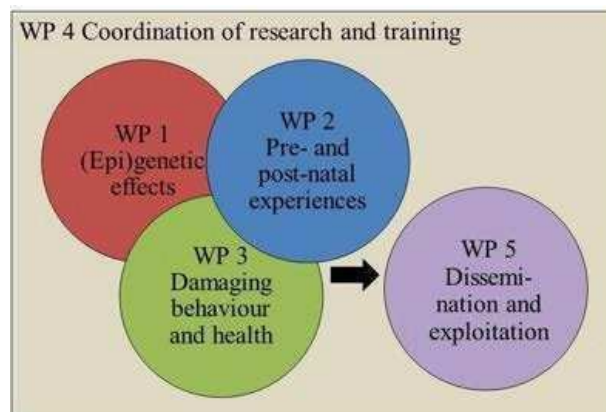 WP 4 Coordination of research and training
WP 1
(Epi)genetic
effects
WP 2
Pre- and
post-natal
experiences
WP 3
Damaging
behaviour
and health
WP 5
Dissemi-
nation and
exploitation